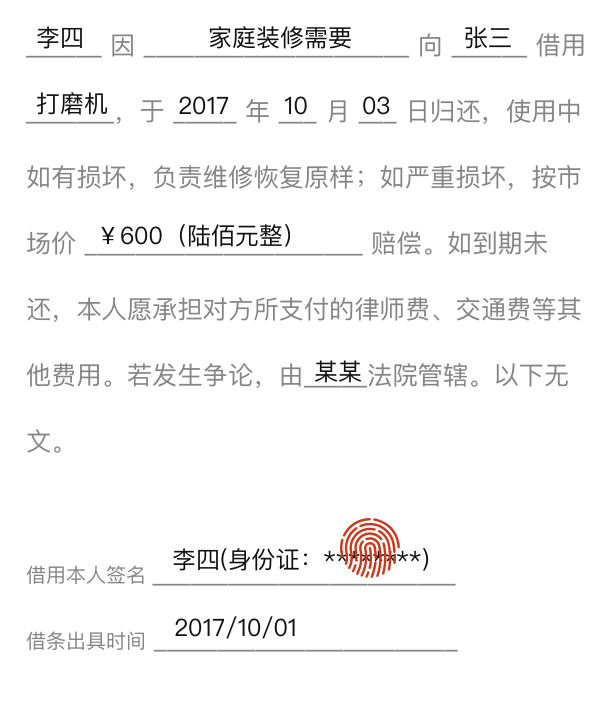 李四 因 家庭装修需要 向 张三 借用
打磨机，于 2017 年 10 月 03 日归还，使用中
如有损坏，负责维修恢复原样；如严重损坏，按市
场价 ￥600（陆佰元整） 赔偿。如到期未
还，本人愿承担对方所支付的律师费、交通费等其
他费用。若发生争论，由某某法院管辖。以下无
文。
借用本人签名 李四(身份证：********)
借条出具时间 2017/10/01